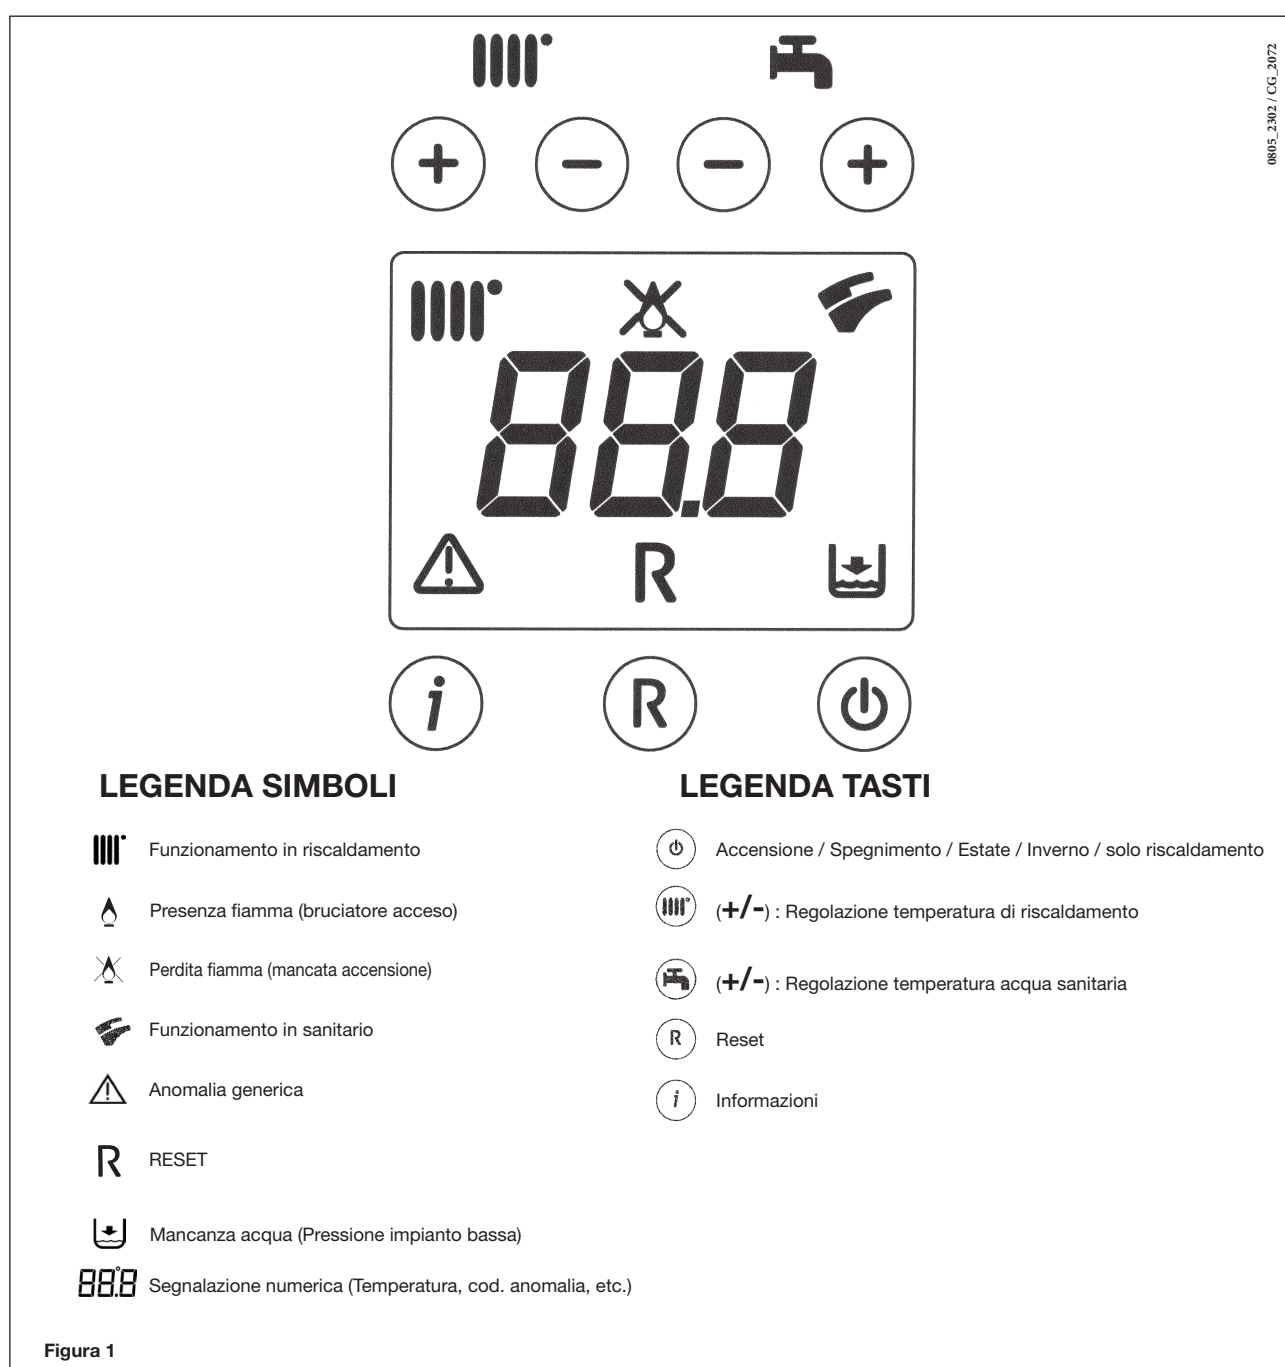 0805_2302 / CG_2072
+ - - +
88.8
R
i R
LEGENDA SIMBOLI
Funzionamento in riscaldamento
Presenza fiamma (bruciatore acceso)
Perdita fiamma (mancata accensione)
Funzionamento in sanitario
Anomalia generica
R RESET
Mancanza acqua (Pressione impianto bassa)
88.8 Segnalazione numerica (Temperatura, cod. anomalia, etc.)
LEGENDA TASTI
Accensione / Spegnimento / Estate / Inverno / solo riscaldamento
(+/-) : Regolazione temperatura di riscaldamento
(+/-) : Regolazione temperatura acqua sanitaria
R Reset
i Informazioni
Figura 1